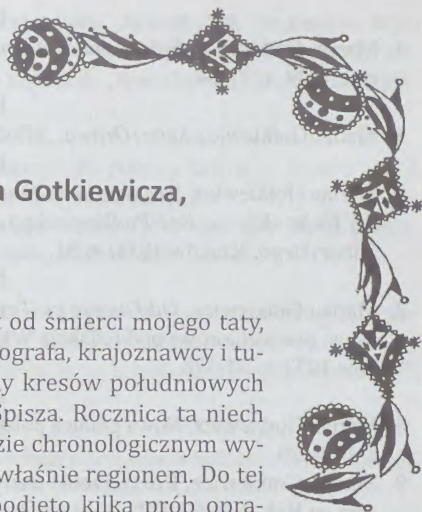 Gotkiewicza,
od śmierci mojego taty,
ografa, krajoznawcy i tu-
y kresów południowych
Spisza. Rocznica ta niech
zie chronologicznym wy-
właśnie regionem. Do tej
podjęto kilka prób opra-